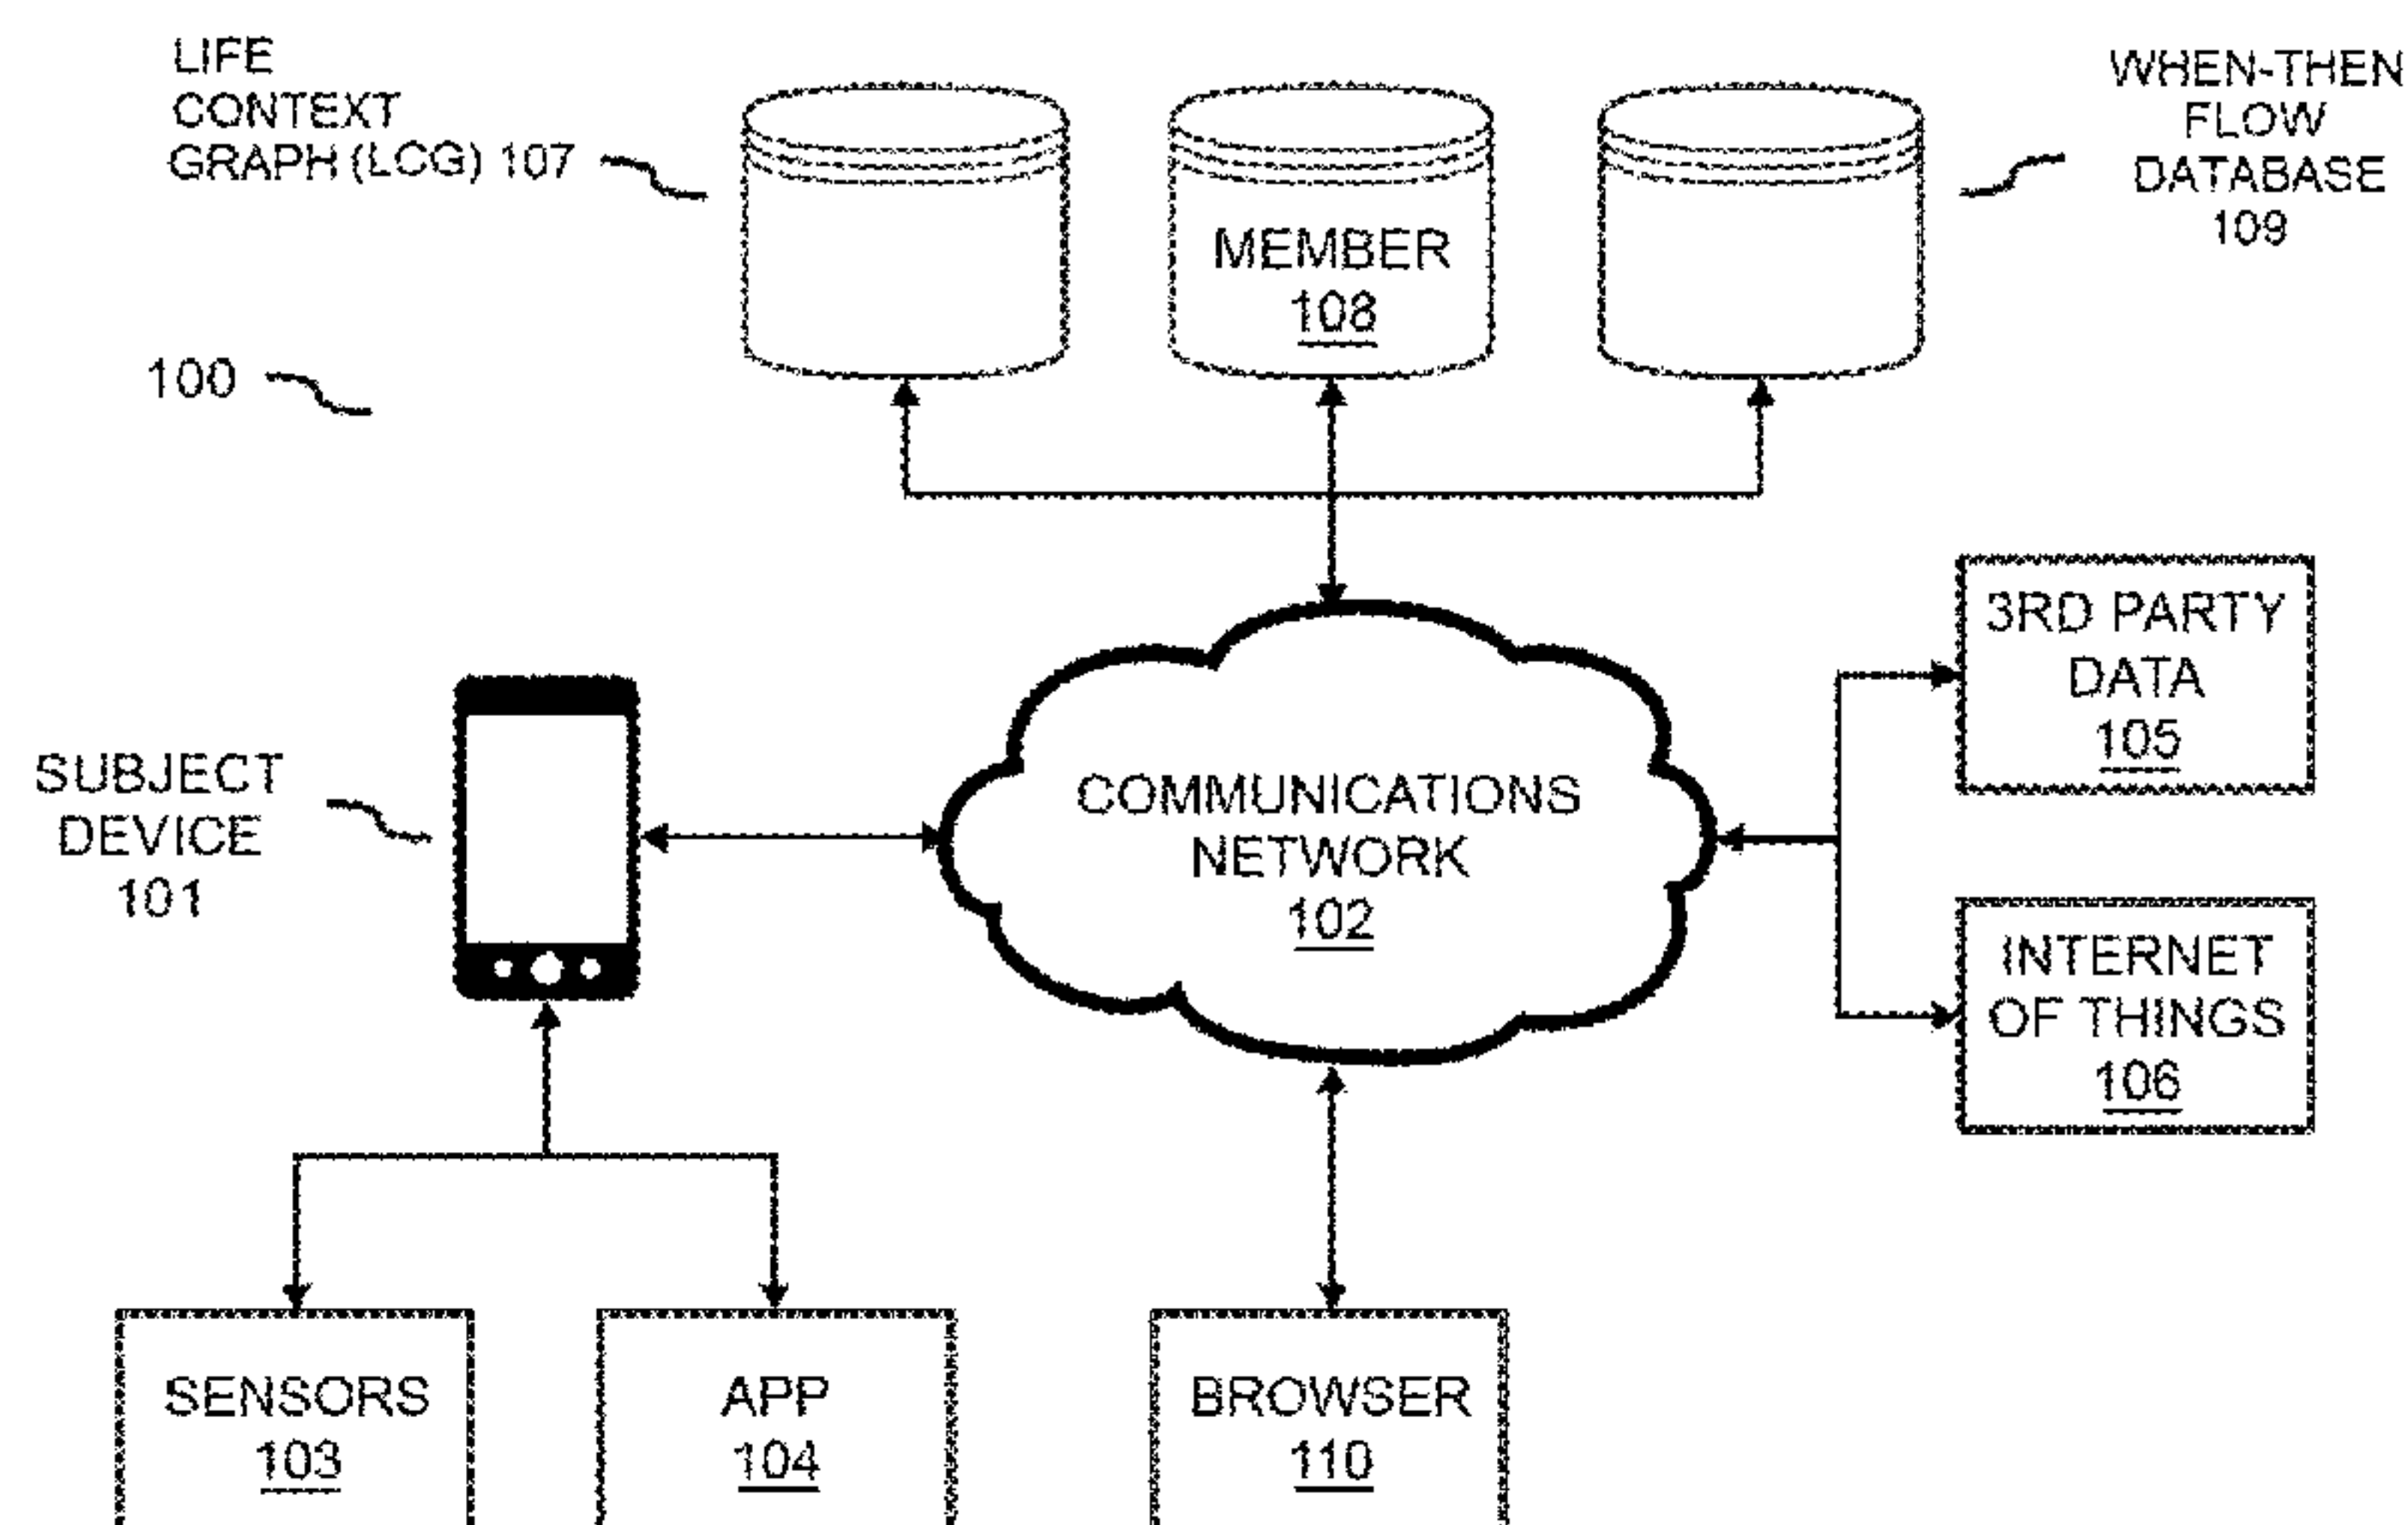 LIFE
CONTEXT
GRAPH (LCG) 107
WHEN-THEN
FLOW
DATABASE
109
MEMBER
108
100
3RD PARTY
DATA
105
SUBJECT
DEVICE
101
COMMUNICATIONS
NETWORK
102
INTERNET
OF THINGS
106
SENSORS
103
APP
104
BROWSER
110